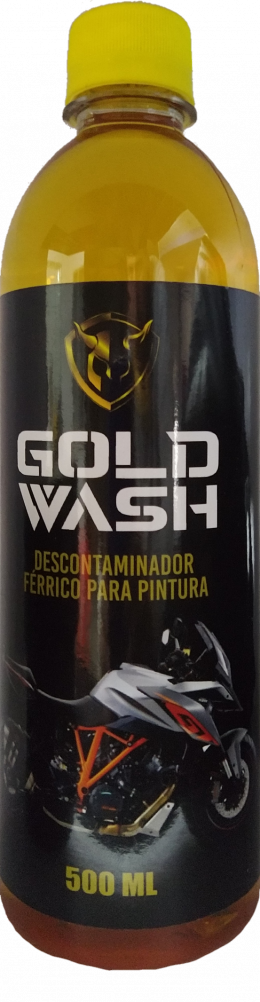 GOLD
WASH
DESCONTAMINADOR
FÉRRICO PARA PINTURA
500 ML